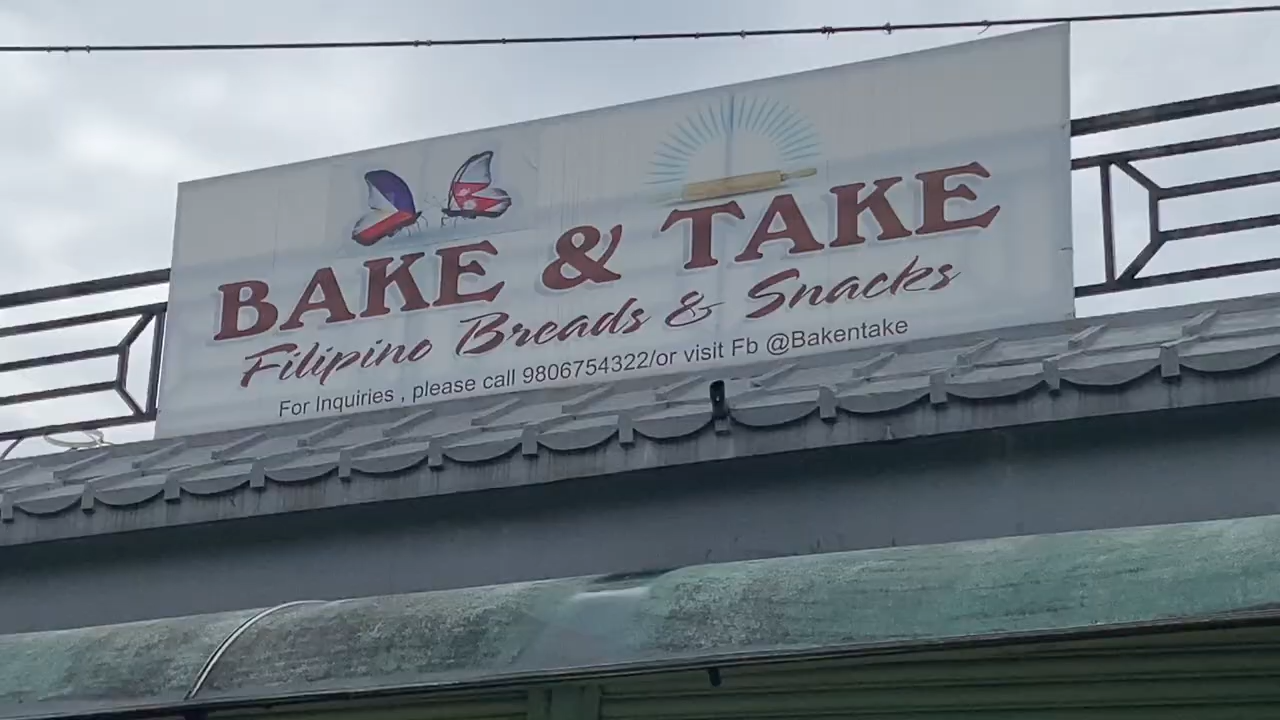 BAKE & TAKE
Filipino Breads & Snacks
For Inquiries , please call 9806754322/or visit Fb @Bakentake